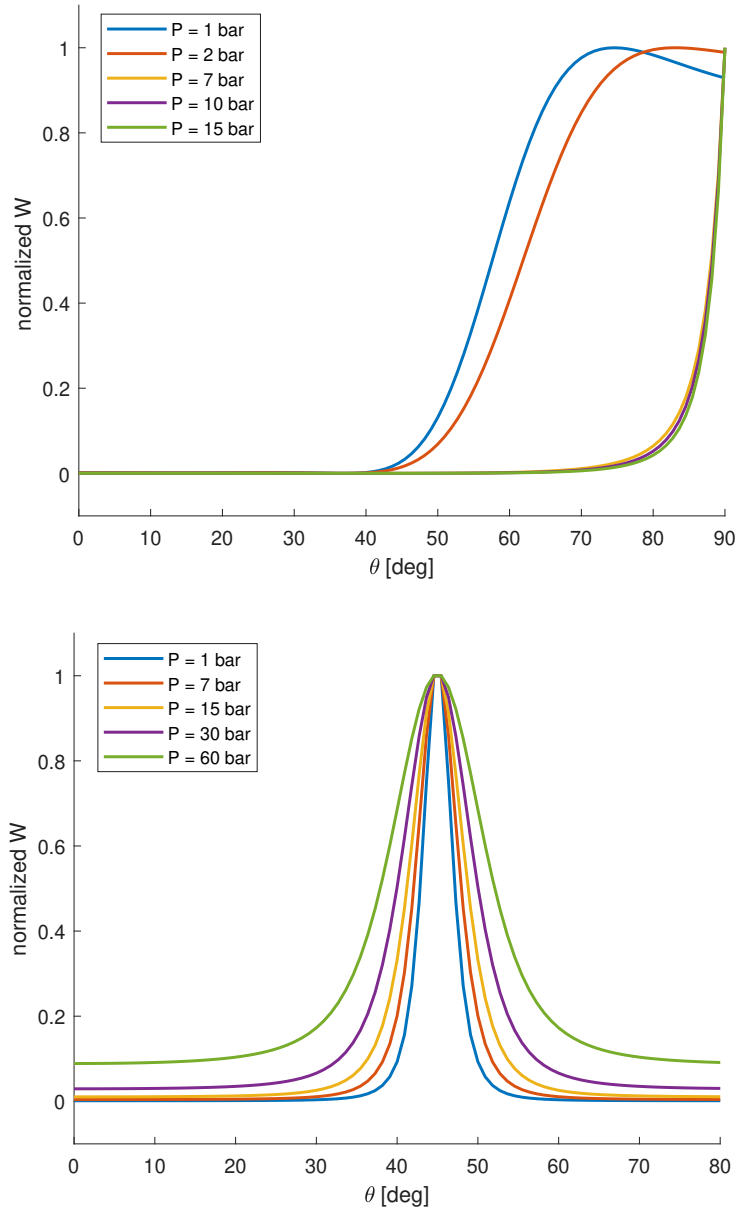 P = 1 bar
P = 2 bar
P = 7 bar
P = 10 bar
P = 15 bar
normalized W
1
0.8
0.6
0.4
0.2
0
0 10 20 30 40 50 60 70 80 90
θ [deg]
P = 1 bar
P = 7 bar
P = 15 bar
P = 30 bar
P = 60 bar
normalized W
1
0.8
0.6
0.4
0.2
0
0 10 20 30 40 50 60 70 80
θ [deg]